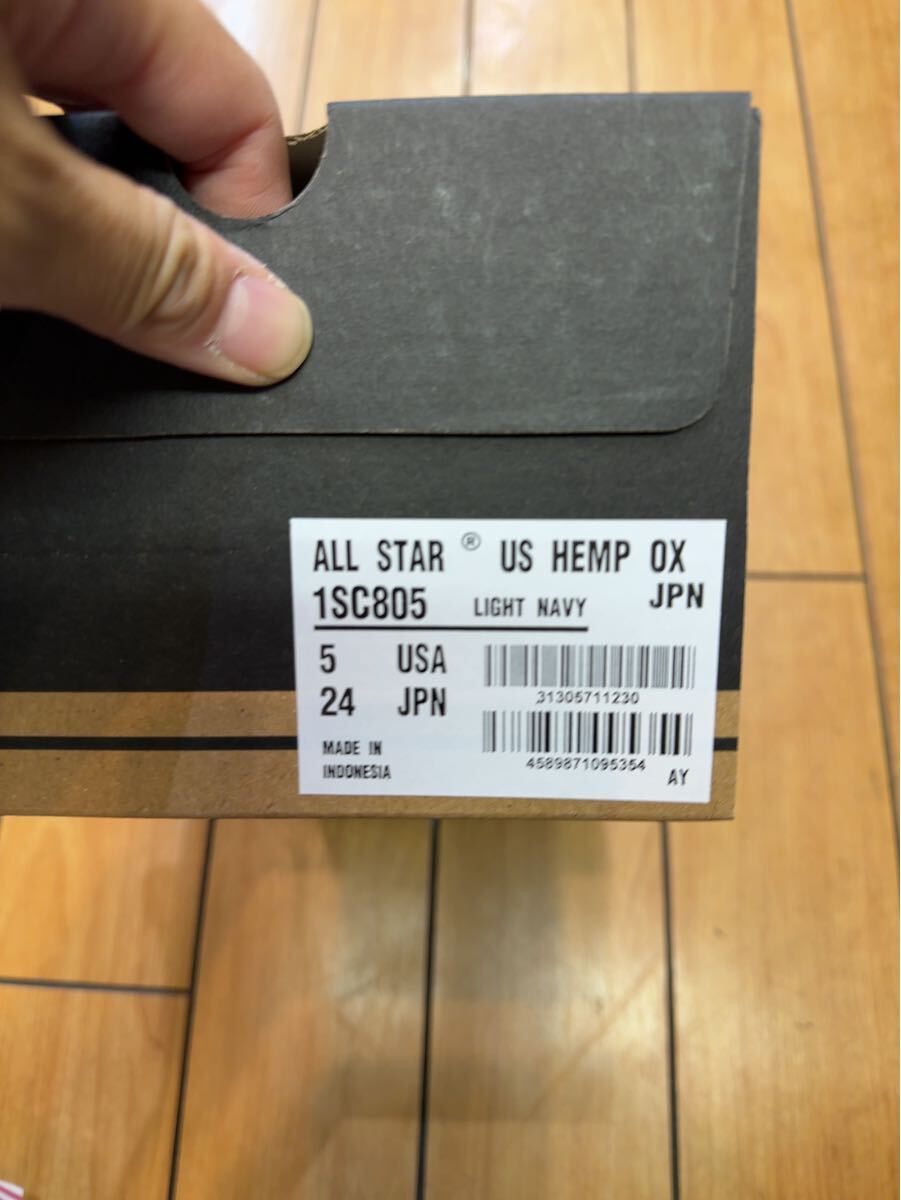 ALL STAR ® US HEMP OX
1SC805 LIGHT NAVY JPN
5 USA
24 JPN
31305711230
4589871095354
MADE IN
INDONESIA
AY